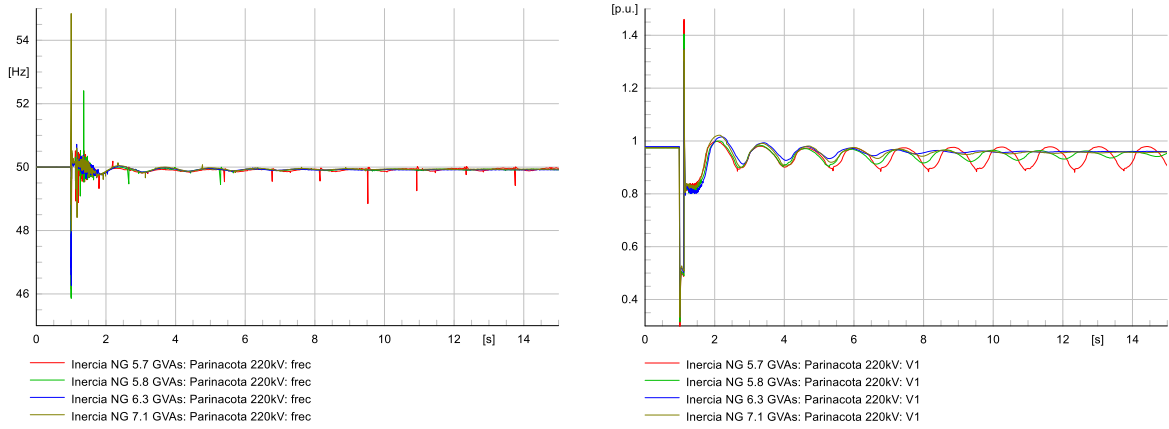 54
[Hz]
52
50
48
46
0 2 4 6 8 10 12 [s] 14
Inercia NG 5.7 GVAs: Parinacota 220kV: frec
Inercia NG 5.8 GVAs: Parinacota 220kV: frec
Inercia NG 6.3 GVAs: Parinacota 220kV: frec
Inercia NG 7.1 GVAs: Parinacota 220kV: frec
[p.u.]
1.4
1.2
1
0.8
0.6
0.4
0 2 4 6 8 10 [s] 12 14
Inercia NG 5.7 GVAs: Parinacota 220kV: V1
Inercia NG 5.8 GVAs: Parinacota 220kV: V1
Inercia NG 6.3 GVAs: Parinacota 220kV: V1
Inercia NG 7.1 GVAs: Parinacota 220kV: V1